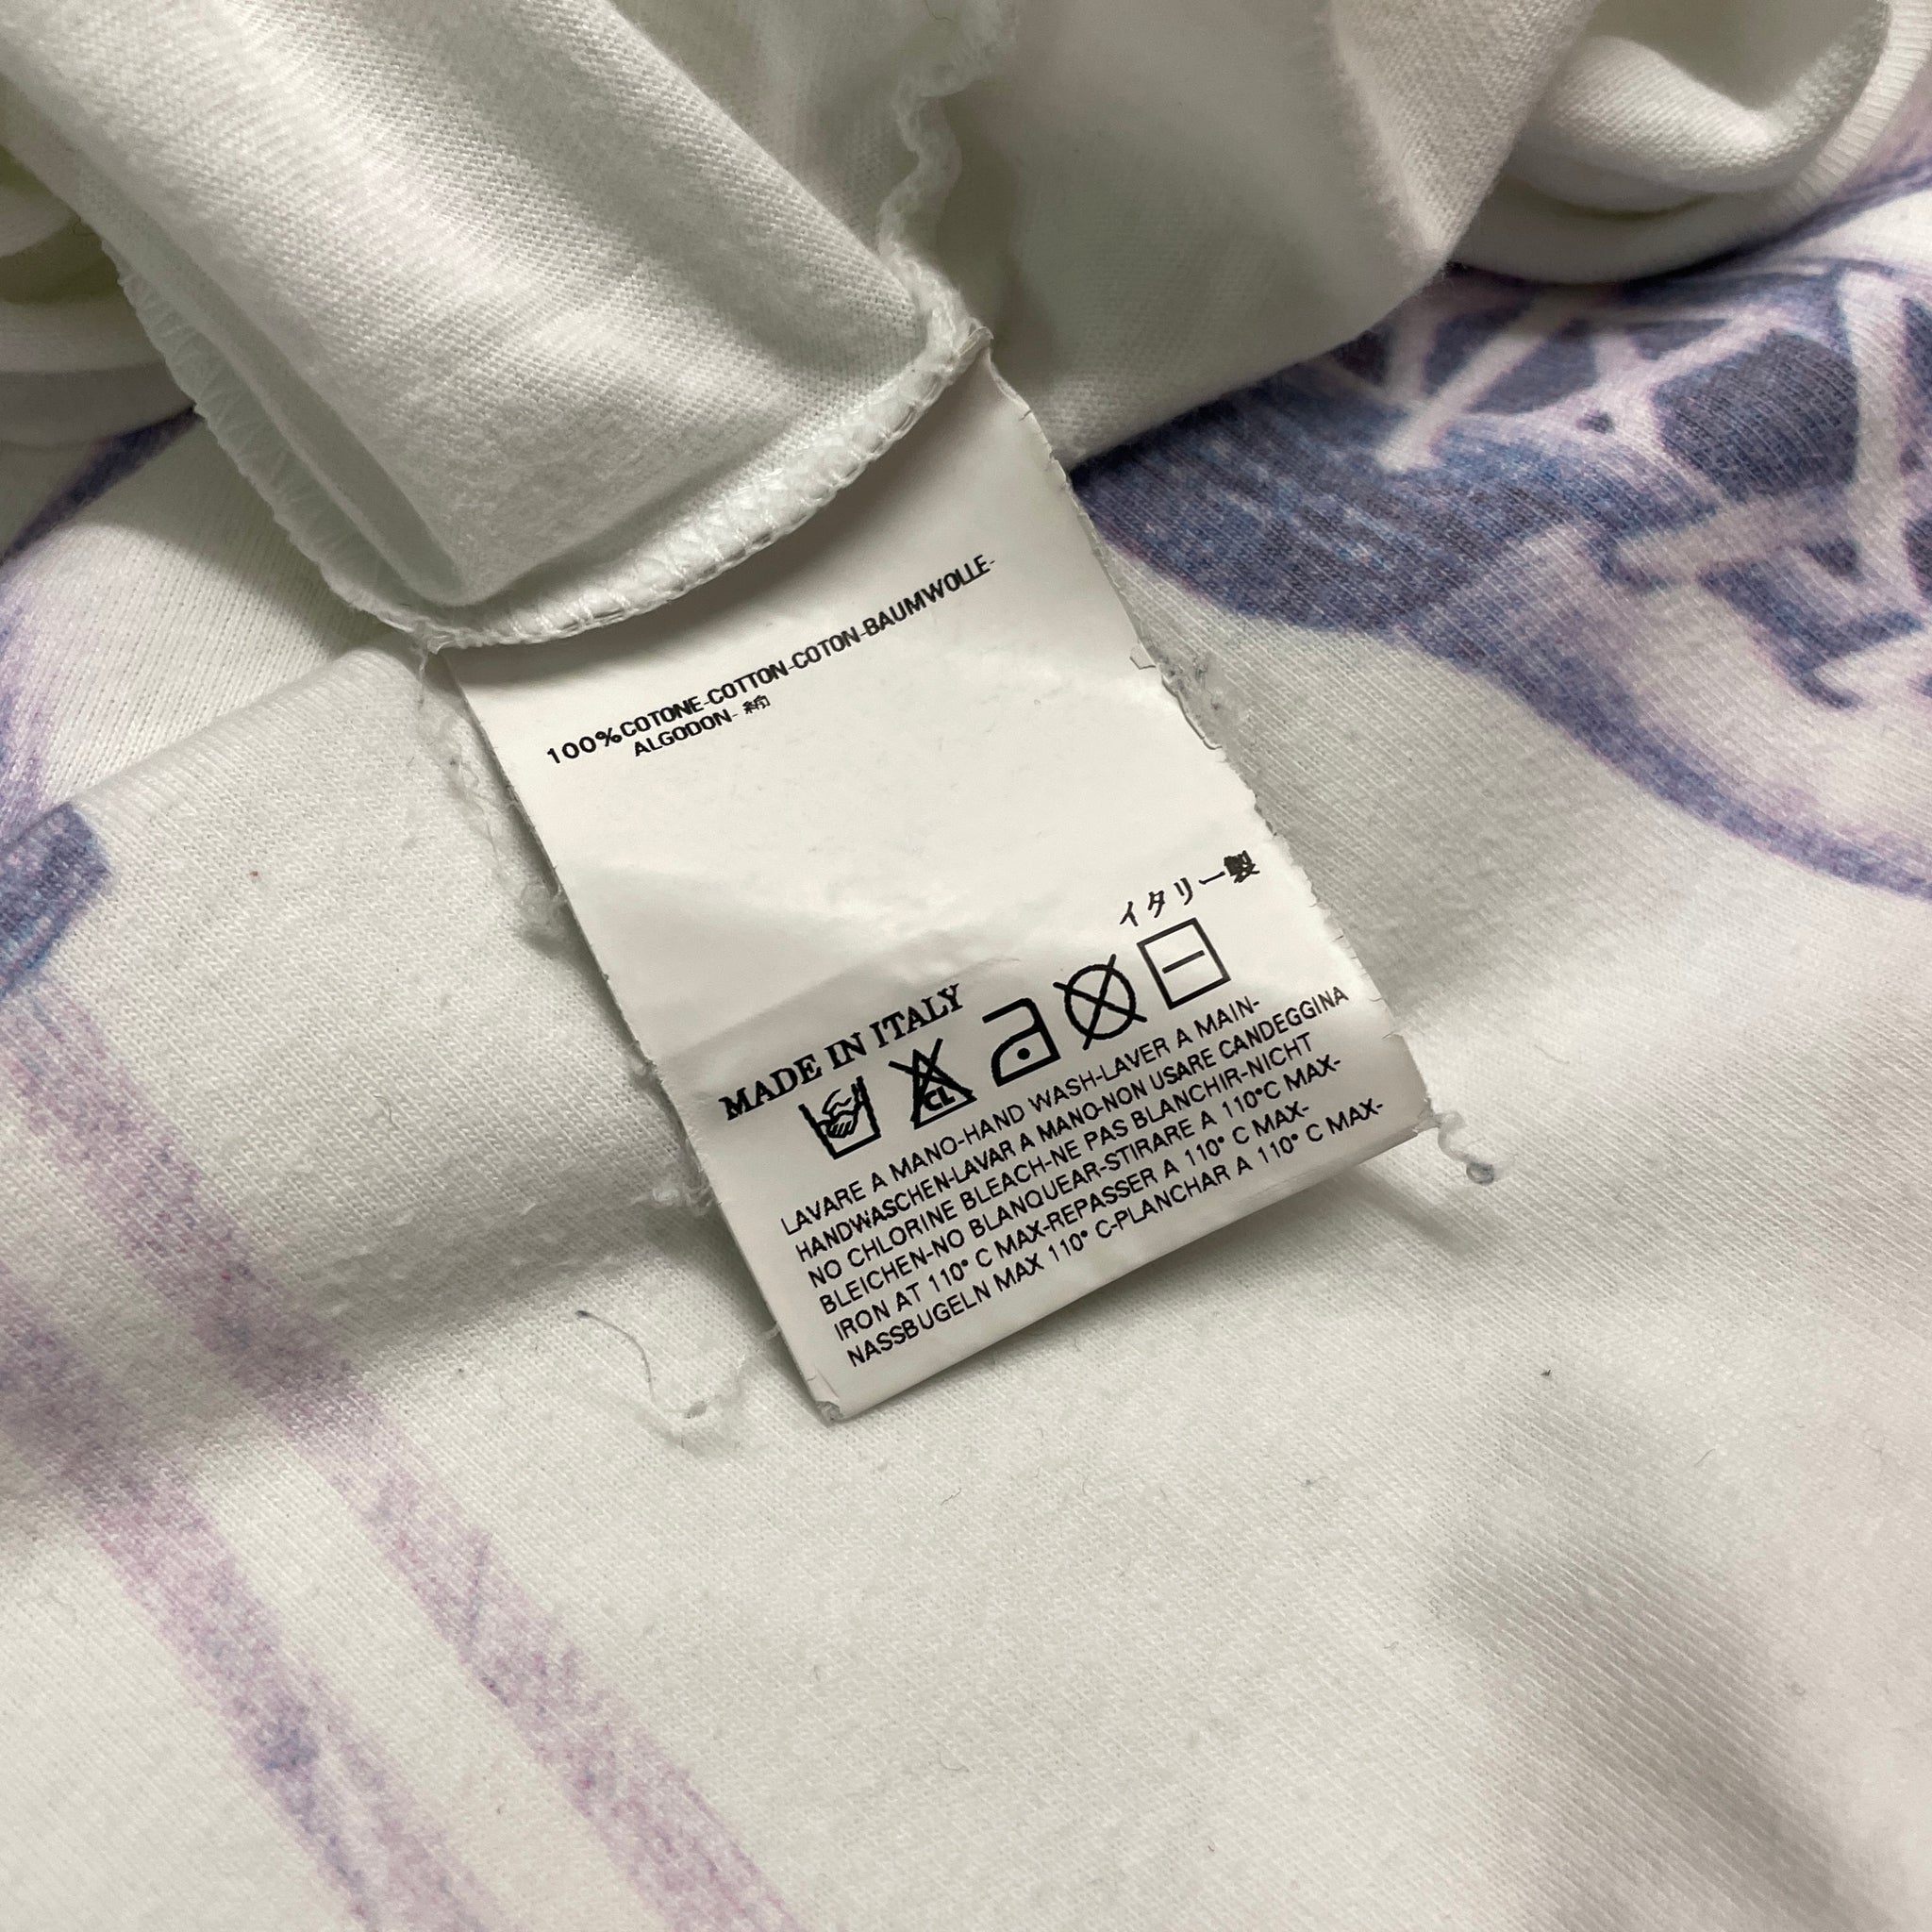 100% COTONE-COTTON-COTON-BAUMWOLLE-
ALGODON-
イタリー製
MADE IN ITALY
CL
LAVARE A MANO-HAND WASH-LAVER A MAIN-
HANDWASCHEN-LAVAR A MANO-NON USARE CANDEGGINA
NO CHLORINE BLEACH-NE PAS BLANCHIR-NICHT
BLEICHEN-NO BLANQUEAR-STIRARE A 110°C MAX-
IRON AT 110° C MAX-REPASSER A 110° C MAX-
NASSBUGELN MAX 110° C-PLANCHAR A 110° C MAX-